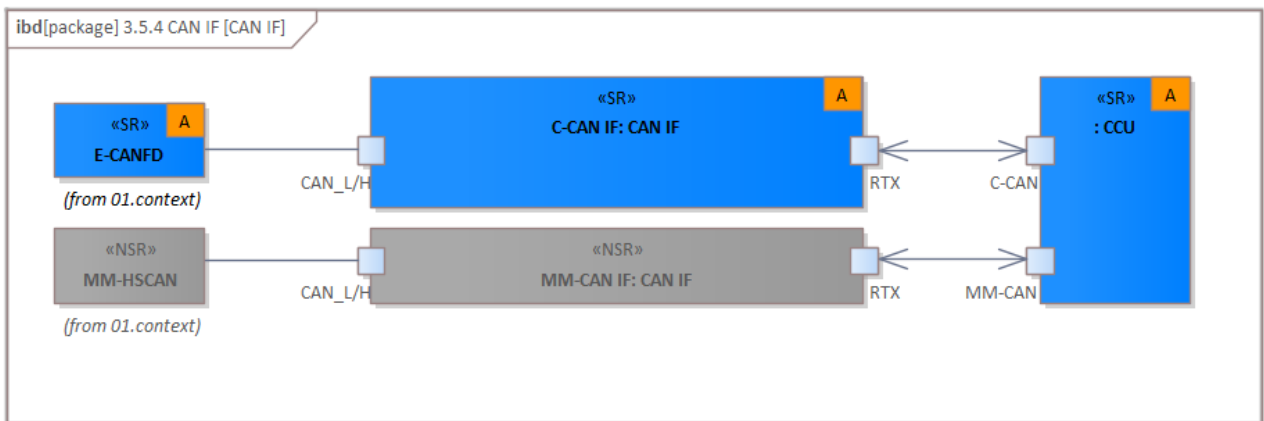 ibd[package] 3.5.4 CAN IF [CAN IF]
«SR» A
E-CANFD
(from 01.context)
CAN_L/H
«SR» A
C-CAN IF: CAN IF
RTX
C-CAN
«SR» A
: CCU
«NSR»
MM-HSCAN
(from 01.context)
CAN_L/H
«NSR»
MM-CAN IF: CAN IF
RTX
MM-CAN